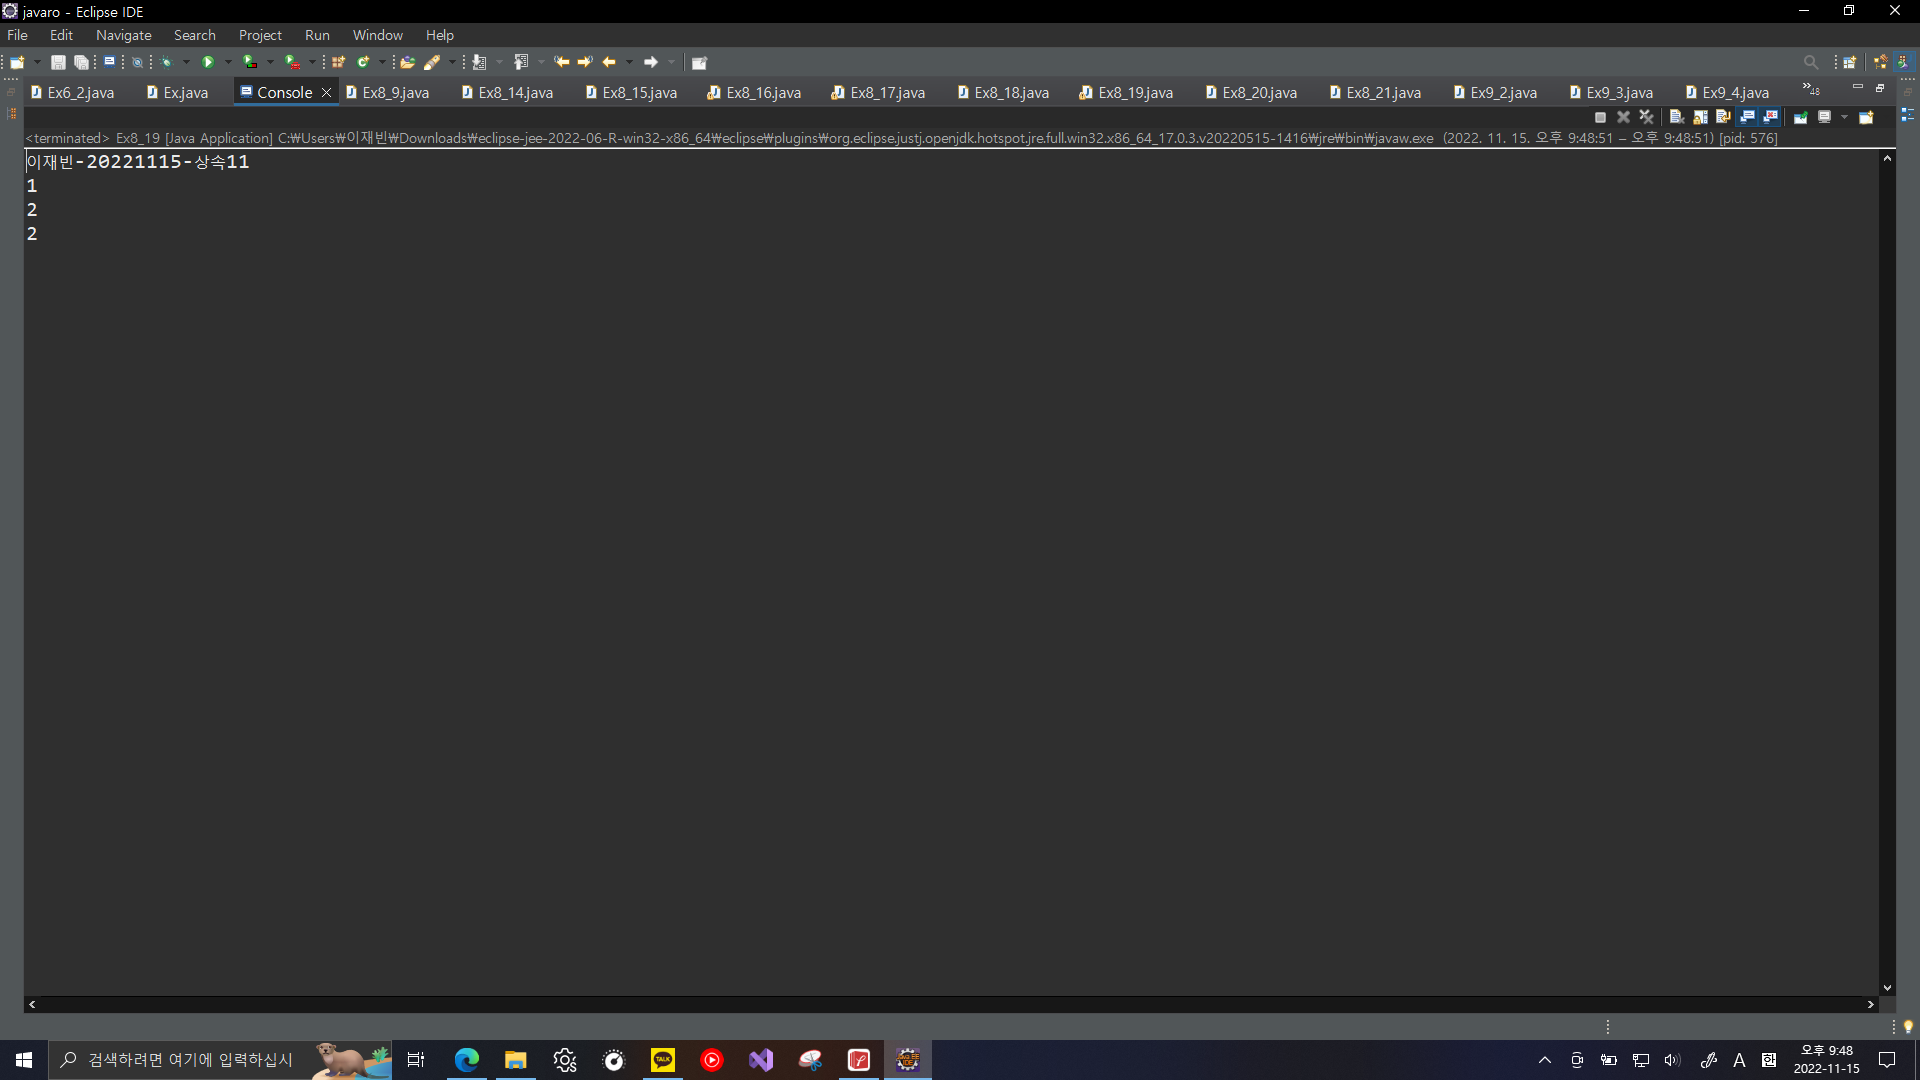 javaro - Eclipse IDE
File Edit Navigate Search Project Run Window Help
Ex6_2.java Ex.java Console Ex8_9.java Ex8_14.java Ex8_15.java Ex8_16.java Ex8_17.java Ex8_18.java Ex8_19.java Ex8_20.java Ex8_21.java Ex9_2.java Ex9_3.java Ex9_4.java »48
<terminated> Ex8_19 [Java Application] C:₩Users₩이재빈₩Downloads₩eclipse-jee-2022-06-R-win32-x86_64₩eclipse₩plugins₩org.eclipse.justj.openjdk.hotspot.jre.full.win32.x86_64_17.0.3.v20220515-1416₩jre₩bin₩javaw.exe (2022. 11. 15. 오후 9:48:51 – 오후 9:48:51) [pid: 576]
이재빈-20221115-상속11
1
2
2
검색하려면 여기에 입력하십시
TALK
A
오후 9:48
2022-11-15